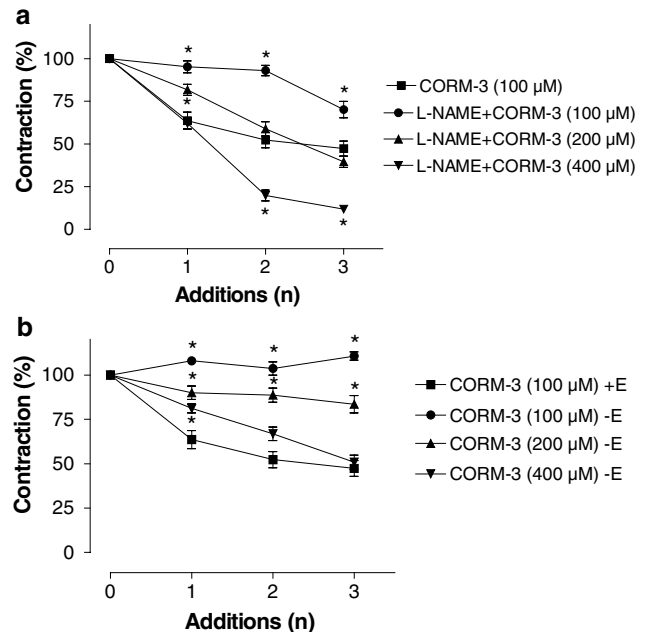 a
Contraction (%)
100
75
50
25
0
* * *
*
* *
0 1 2 3
Additions (n)
CORM-3 (100 µM)
L-NAME+CORM-3 (100 µM)
L-NAME+CORM-3 (200 µM)
L-NAME+CORM-3 (400 µM)
b
Contraction (%)
100
75
50
25
0
* * *
* * *
*
0 1 2 3
Additions (n)
CORM-3 (100 µM) +E
CORM-3 (100 µM) -E
CORM-3 (200 µM) -E
CORM-3 (400 µM) -E